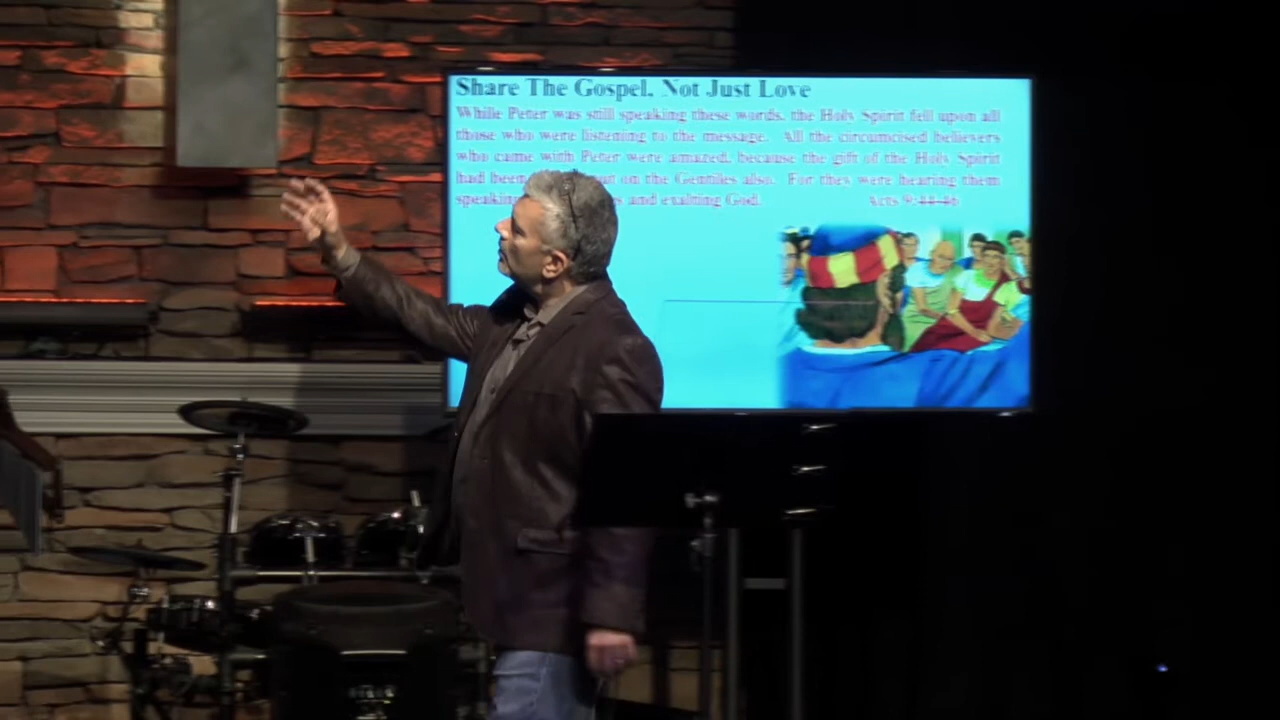 Share The Gospel, Not Just Love
While Peter was still speaking these words, the Holy Spirit fell upon all
those who were listening to the message. All the circumcised believers
who came with Peter were amazed, because the gift of the Holy Spirit
had been out on the Gentiles also. For they were hearing them
speaking and exalting God. Acts